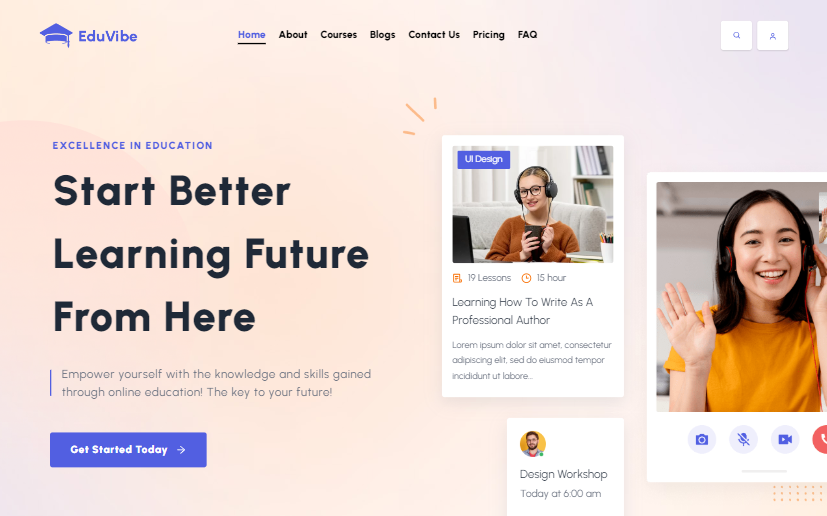 EduVibe
Home About Courses Blogs Contact Us Pricing FAQ
EXCELLENCE IN EDUCATION
Start Better
Learning Future
From Here
Empower yourself with the knowledge and skills gained
through online education! The key to your future!
Get Started Today
UI Design
19 Lessons 15 hour
Learning How To Write As A
Professional Author
Lorem ipsum dolor sit amet, consectetur
adipiscing elit, sed do eiusmod tempor
incididunt ut labore...
Design Workshop
Today at 6:00 am